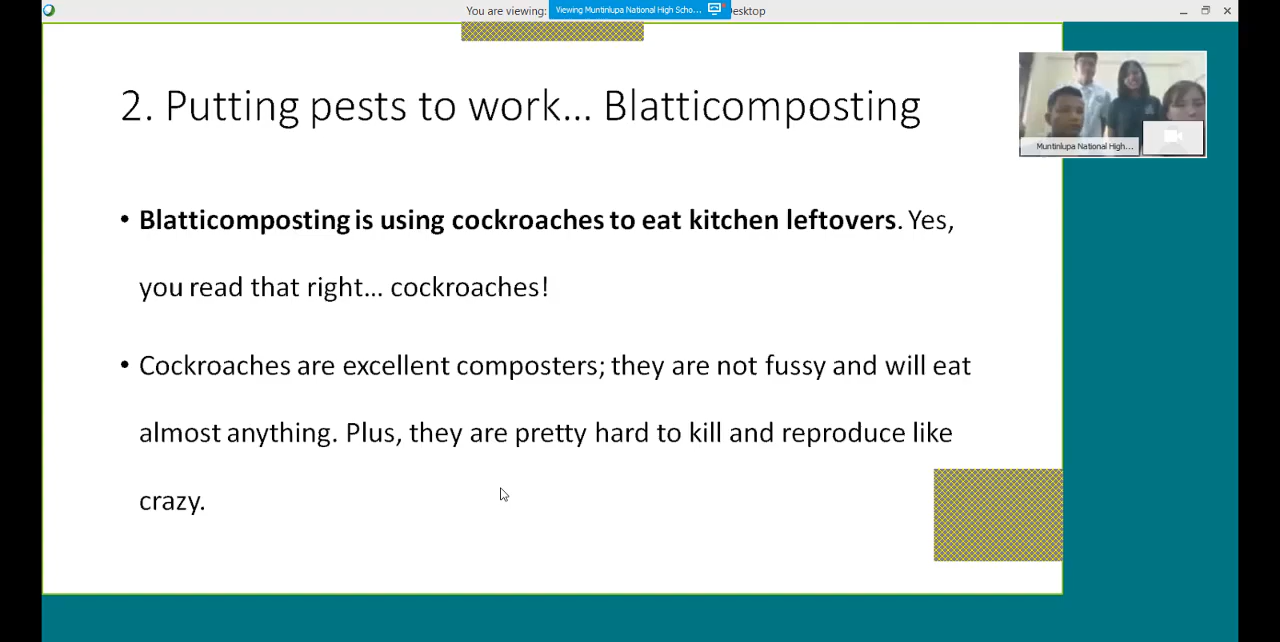 You are viewing: Viewing Muntinlupa National High Scho... esktop
2. Putting pests to work... Blatticomposting
Muntinlupa National High...
• Blatticomposting is using cockroaches to eat kitchen leftovers. Yes,
you read that right... cockroaches!
• Cockroaches are excellent composters; they are not fussy and will eat
almost anything. Plus, they are pretty hard to kill and reproduce like
crazy.